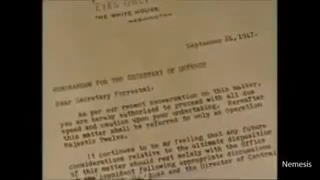 EYES ONLY
THE WHITE HOUSE
WASHINGTON
September 24, 1947.
MEMORANDUM FOR THE SECRETARY OF DEFENSE
Dear Secretary Forrestal:
As per our recent conversation on this matter,
you are hereby authorized to proceed with all due
speed and caution upon your undertaking. Hereafter
this matter shall be referred to only as Operation
Majestic Twelve.
It continues to be my feeling that any future
considerations relative to the ultimate disposition
of this matter should rest solely with the Office
of the President following appropriate discussions
and the Director of Central
Nemesis